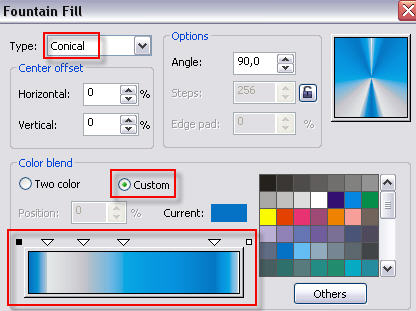 Fountain Fill
Type: Conical
Options
Angle: 90,0
Steps: 256
Edge pad: 0 %
Center offset
Horizontal: 0 %
Vertical: 0 %
Color blend
Two color
Custom
Position: 0 %
Current:
Others